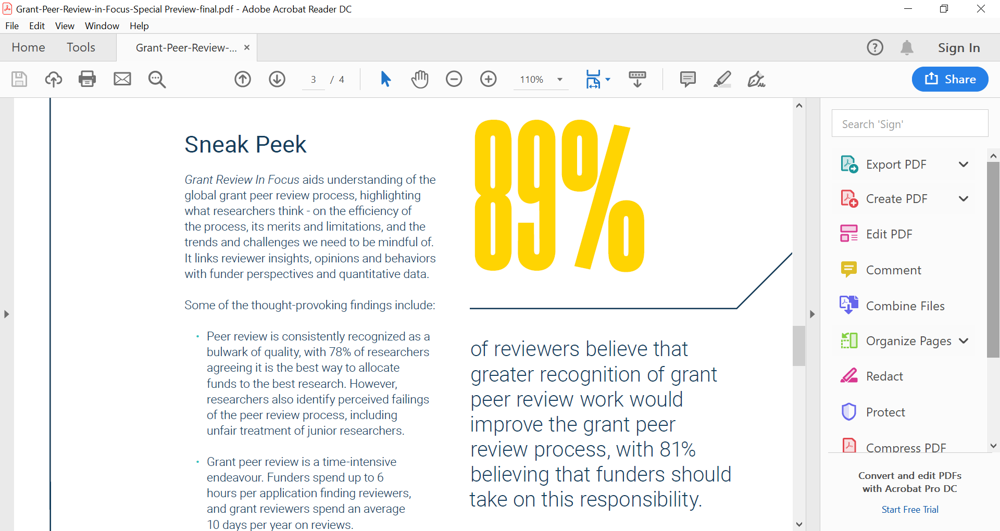 Grant-Peer-Review-in-Focus-Special Preview-final.pdf - Adobe Acrobat Reader DC
File Edit View Window Help
Home Tools Grant-Peer-Review-... × Sign In
3 / 4 110% Share
Sneak Peek
Grant Review In Focus aids understanding of the
global grant peer review process, highlighting
what researchers think - on the efficiency of
the process, its merits and limitations, and the
trends and challenges we need to be mindful of.
It links reviewer insights, opinions and behaviors
with funder perspectives and quantitative data.
Some of the thought-provoking findings include:
• Peer review is consistently recognized as a
bulwark of quality, with 78% of researchers
agreeing it is the best way to allocate
funds to the best research. However,
researchers also identify perceived failings
of the peer review process, including
unfair treatment of junior researchers.
• Grant peer review is a time-intensive
endeavour. Funders spend up to 6
hours per application finding reviewers,
and grant reviewers spend an average
10 days per year on reviews.
89%
of reviewers believe that
greater recognition of grant
peer review work would
improve the grant peer
review process, with 81%
believing that funders should
take on this responsibility.
Search 'Sign'
Export PDF
Create PDF
Edit PDF
Comment
Combine Files
Organize Pages
Redact
Protect
Compress PDF
Convert and edit PDFs
with Acrobat Pro DC
Start Free Trial